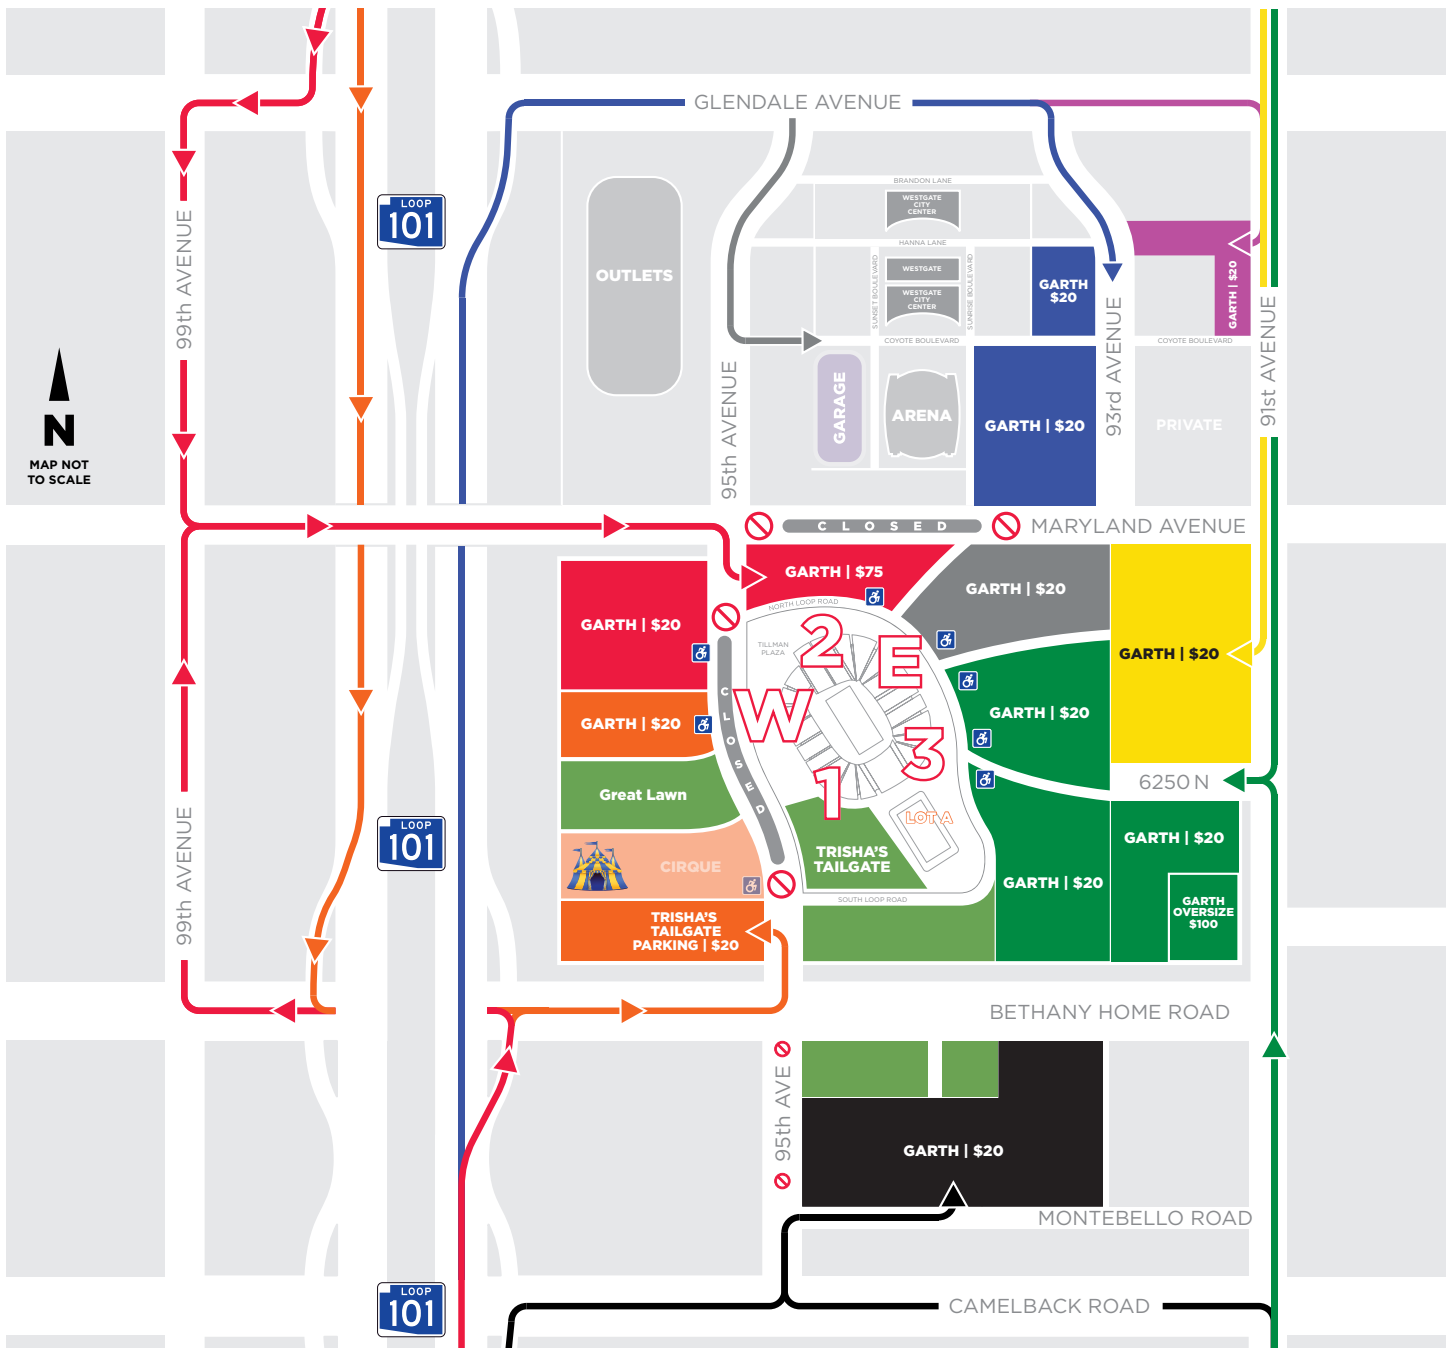 GLENDALE AVENUE
BRANDON LANE
WESTGATE
CITY
CENTER
LOOP
101
99th AVENUE
HANNA LANE
OUTLETS
SUNSET BOULEVARD
WESTGATE
WESTGATE
CITY
CENTER
SUNRISE BOULEVARD
GARTH
$20
GARTH | $20
93rd AVENUE
91st AVENUE
COYOTE BOULEVARD
COYOTE BOULEVARD
95th AVENUE
GARAGE
ARENA
GARTH | $20
PRIVATE
N
MAP NOT
TO SCALE
CLOSED
MARYLAND AVENUE
GARTH | $75
GARTH | $20
NORTH LOOP ROAD
GARTH | $20
TILLMAN
PLAZA
2
E
GARTH | $20
W
CLOSED
GARTH | $20
GARTH | $20
3
1
6250 N
Great Lawn
LOT A
99th AVENUE
LOOP
101
GARTH | $20
TRISHA'S
TAILGATE
CIRQUE
GARTH | $20
SOUTH LOOP ROAD
GARTH
OVERSIZE
$100
TRISHA'S
TAILGATE
PARKING | $20
BETHANY HOME ROAD
95th AVE
GARTH | $20
MONTEBELLO ROAD
LOOP
101
CAMELBACK ROAD